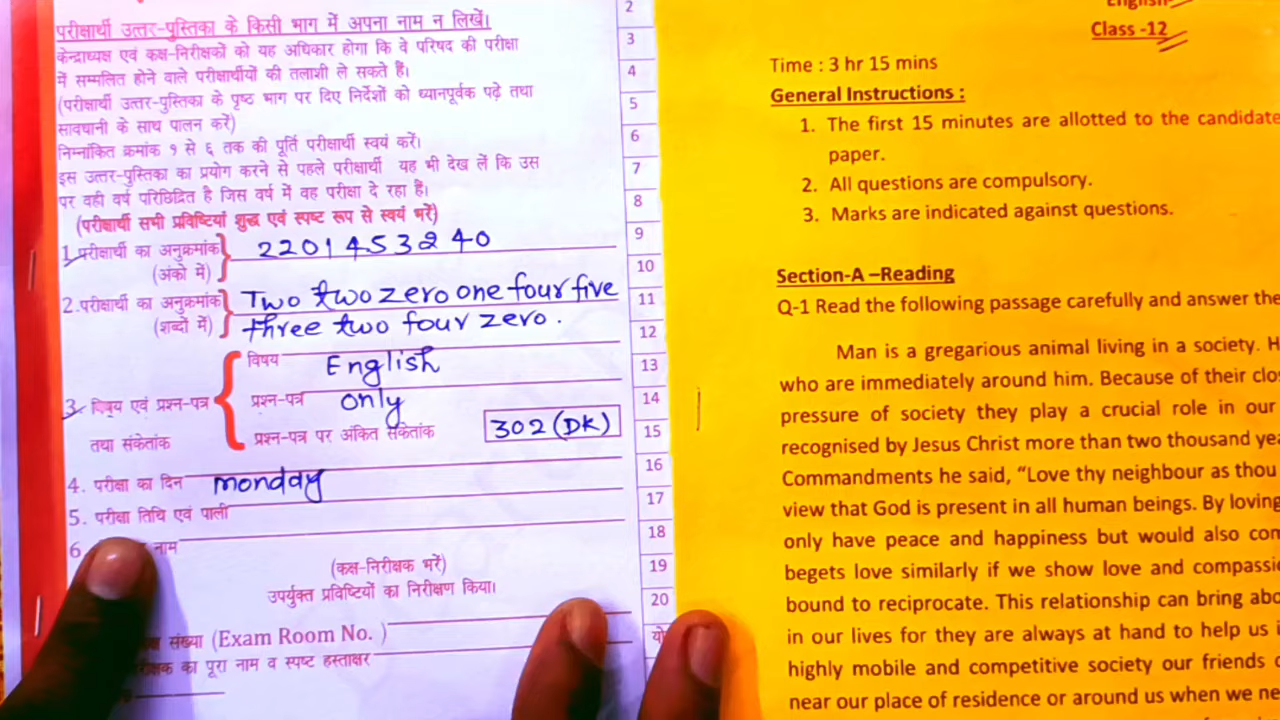 परीक्षार्थी उत्तर-पुस्तिका के किसी भाग में अपना नाम न लिखें।
केन्द्राध्यक्ष एवं कक्ष-निरीक्षकों को यह अधिकार होगा कि वे परिषद की परीक्षा
में सम्मलित होने वाले परीक्षार्थीयों की तलाशी ले सकते हैं।
(परीक्षार्थी उत्तर-पुस्तिका के पृष्ठ भाग पर दिए निर्देशों को ध्यानपूर्वक पढ़े तथा
सावधानी के साथ पालन करें)
निम्नांकित क्रमांक १ से ६ तक की पूर्ति परीक्षार्थी स्वयं करें।
इस उत्तर-पुस्तिका का प्रयोग करने से पहले परीक्षार्थी यह भी देख लें कि उस
पर वही वर्ष परिछिद्रित है जिस वर्ष में वह परीक्षा दे रहा है।
(परीक्षार्थी सभी प्रविष्टियां शुद्ध एवं स्पष्ट रूप से स्वयं भरें)
1. परीक्षार्थी का अनुक्रमांक 2201453240
(अंको में)
2. परीक्षार्थी का अनुक्रमांक Two two zero one four five
(शब्दों में) three two four zero.
विषय English
3. विषय एवं प्रश्न-पत्र प्रश्न-पत्र only
तथा संकेतांक प्रश्न-पत्र पर अंकित संकेतांक 302 (DK)
4. परीक्षा का दिन monday
5. परीक्षा तिथि एवं पाली
6. नाम
(कक्ष-निरीक्षक भरें)
उपर्युक्त प्रविष्टियों का निरीक्षण किया।
संख्या (Exam Room No. )
का पूरा नाम व स्पष्ट हस्ताक्षर
2
3
4
5
6
7
8
9
10
11
12
13
14
15
16
17
18
19
20
English
Class -12
Time : 3 hr 15 mins
General Instructions :
1. The first 15 minutes are allotted to the candidate
paper.
2. All questions are compulsory.
3. Marks are indicated against questions.
Section-A –Reading
Q-1 Read the following passage carefully and answer the
Man is a gregarious animal living in a society. H
who are immediately around him. Because of their clos
pressure of society they play a crucial role in our
recognised by Jesus Christ more than two thousand yea
Commandments he said, “Love thy neighbour as thou
view that God is present in all human beings. By loving
only have peace and happiness but would also con
begets love similarly if we show love and compassi
bound to reciprocate. This relationship can bring abo
in our lives for they are always at hand to help us i
highly mobile and competitive society our friends
near our place of residence or around us when we ne